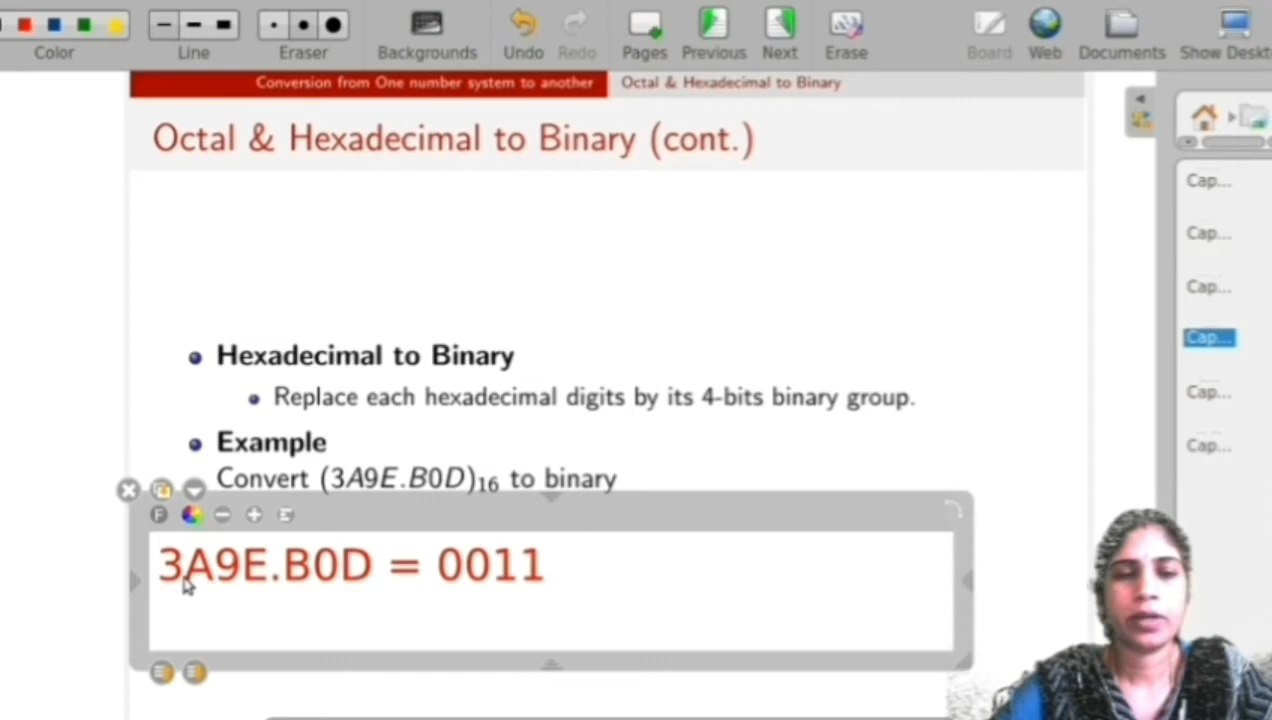 Color Line Eraser Backgrounds Undo Redo Pages Previous Next Erase Board Web Documents Show Deskt
Conversion from One number system to another Octal & Hexadecimal to Binary
Octal & Hexadecimal to Binary (cont.)
Cap...
Cap...
Cap...
Cap...
Cap...
Cap...
Hexadecimal to Binary
Replace each hexadecimal digits by its 4-bits binary group.
Example
Convert (3A9E.B0D)16 to binary
F
3A9E.B0D = 0011